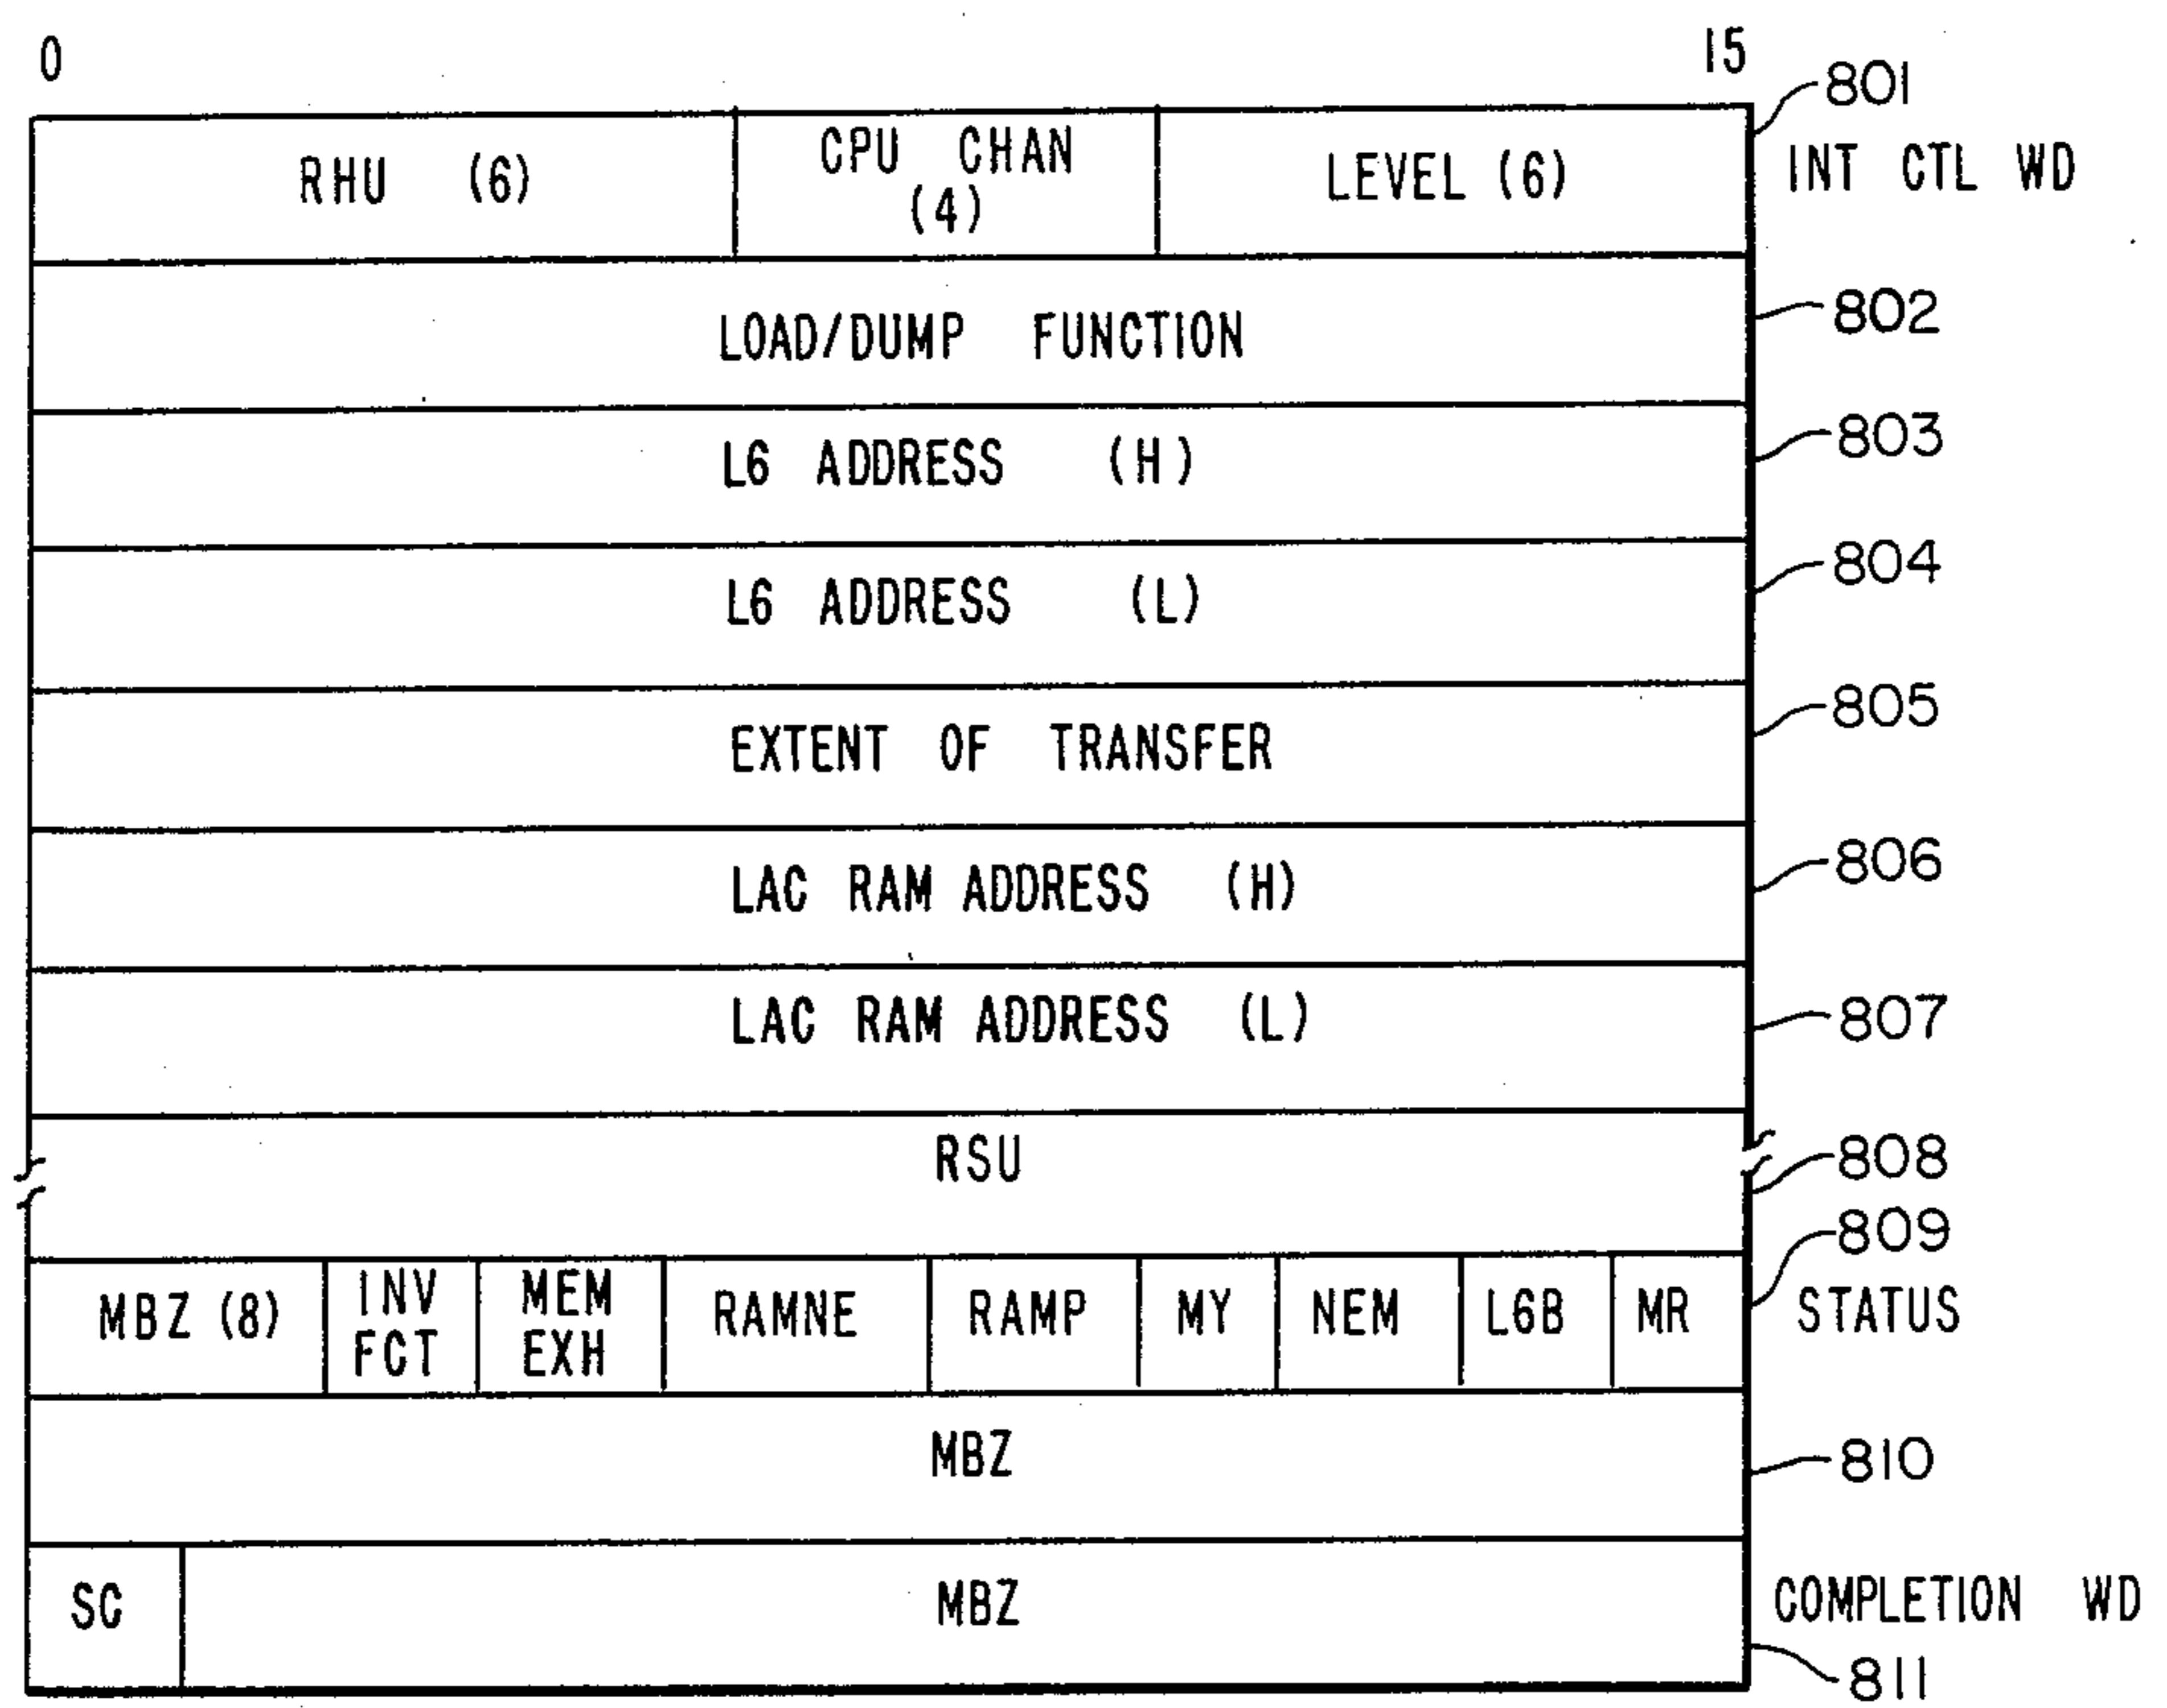 0 15
801
RHU (6) CPU CHAN (4) LEVEL (6) INT CTL WD
LOAD/DUMP FUNCTION 802
L6 ADDRESS (H) 803
L6 ADDRESS (L) 804
EXTENT OF TRANSFER 805
LAC RAM ADDRESS (H) 806
LAC RAM ADDRESS (L) 807
RSU 808
809
MBZ (8) INV FCT MEM EXH RAMNE RAMP MY NEM L6B MR STATUS
MBZ 810
SC MBZ COMPLETION WD
811